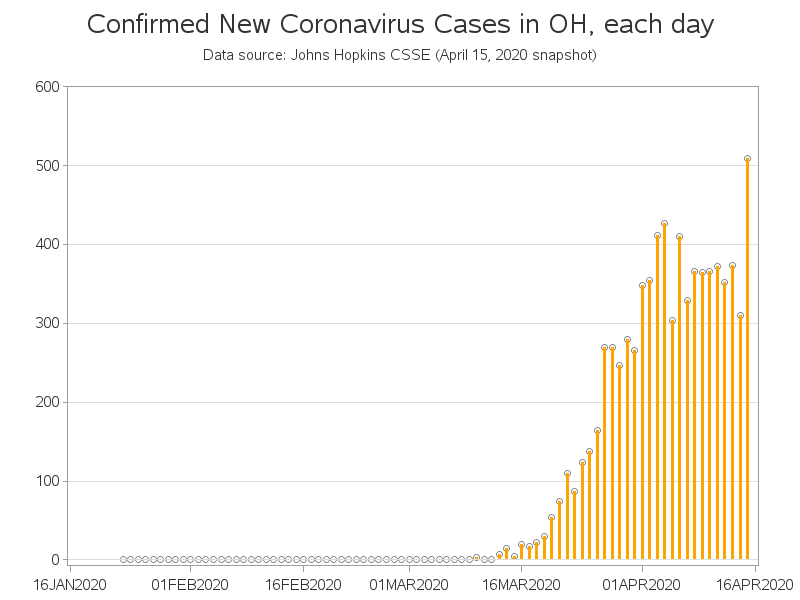 Confirmed New Coronavirus Cases in OH, each day
Data source: Johns Hopkins CSSE (April 15, 2020 snapshot)
600
500
400
300
200
100
0
16JAN2020 01FEB2020 16FEB2020 01MAR2020 16MAR2020 01APR2020 16APR2020